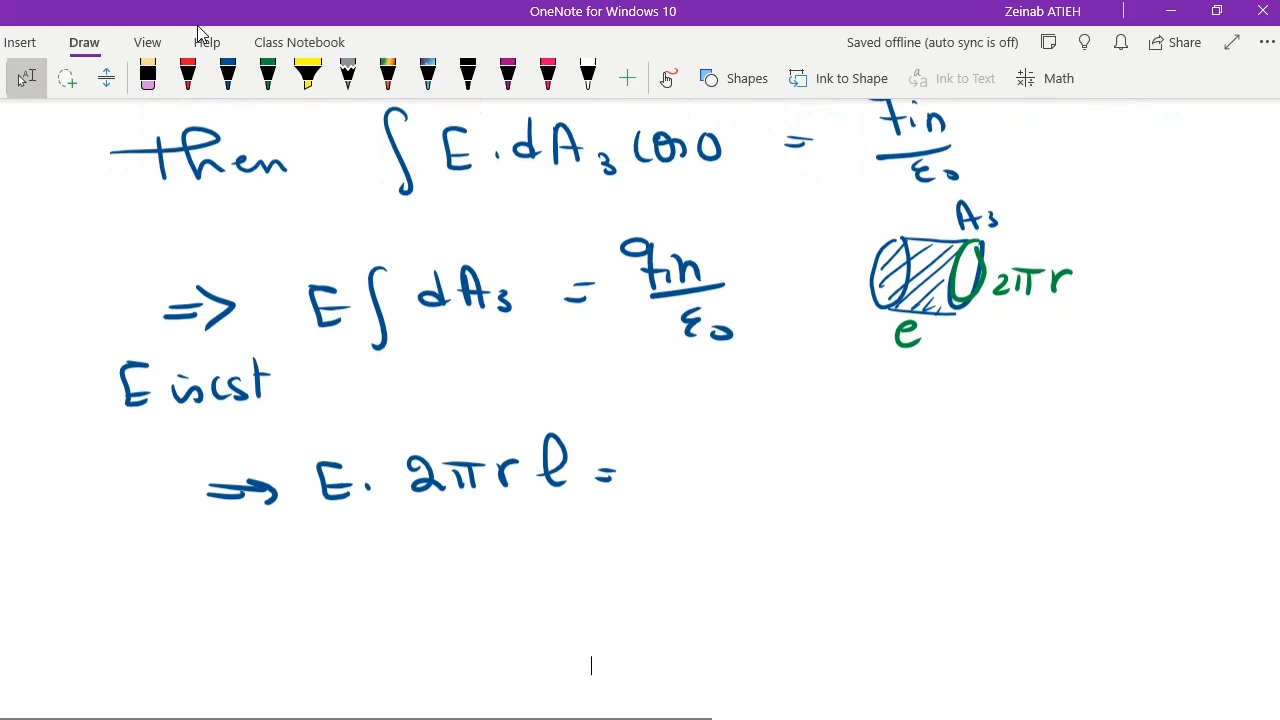 OneNote for Windows 10
Zeinab ATIEH
Insert Draw View Help Class Notebook
Saved offline (auto sync is off) Share
Shapes Ink to Shape Ink to Text Math
then ∫ E . dA₃ cos 0 = qin / ε₀
A₃
=> E ∫ dA₃ = qin / ε₀
2πr
e
E is cst
=> E . 2πr l =